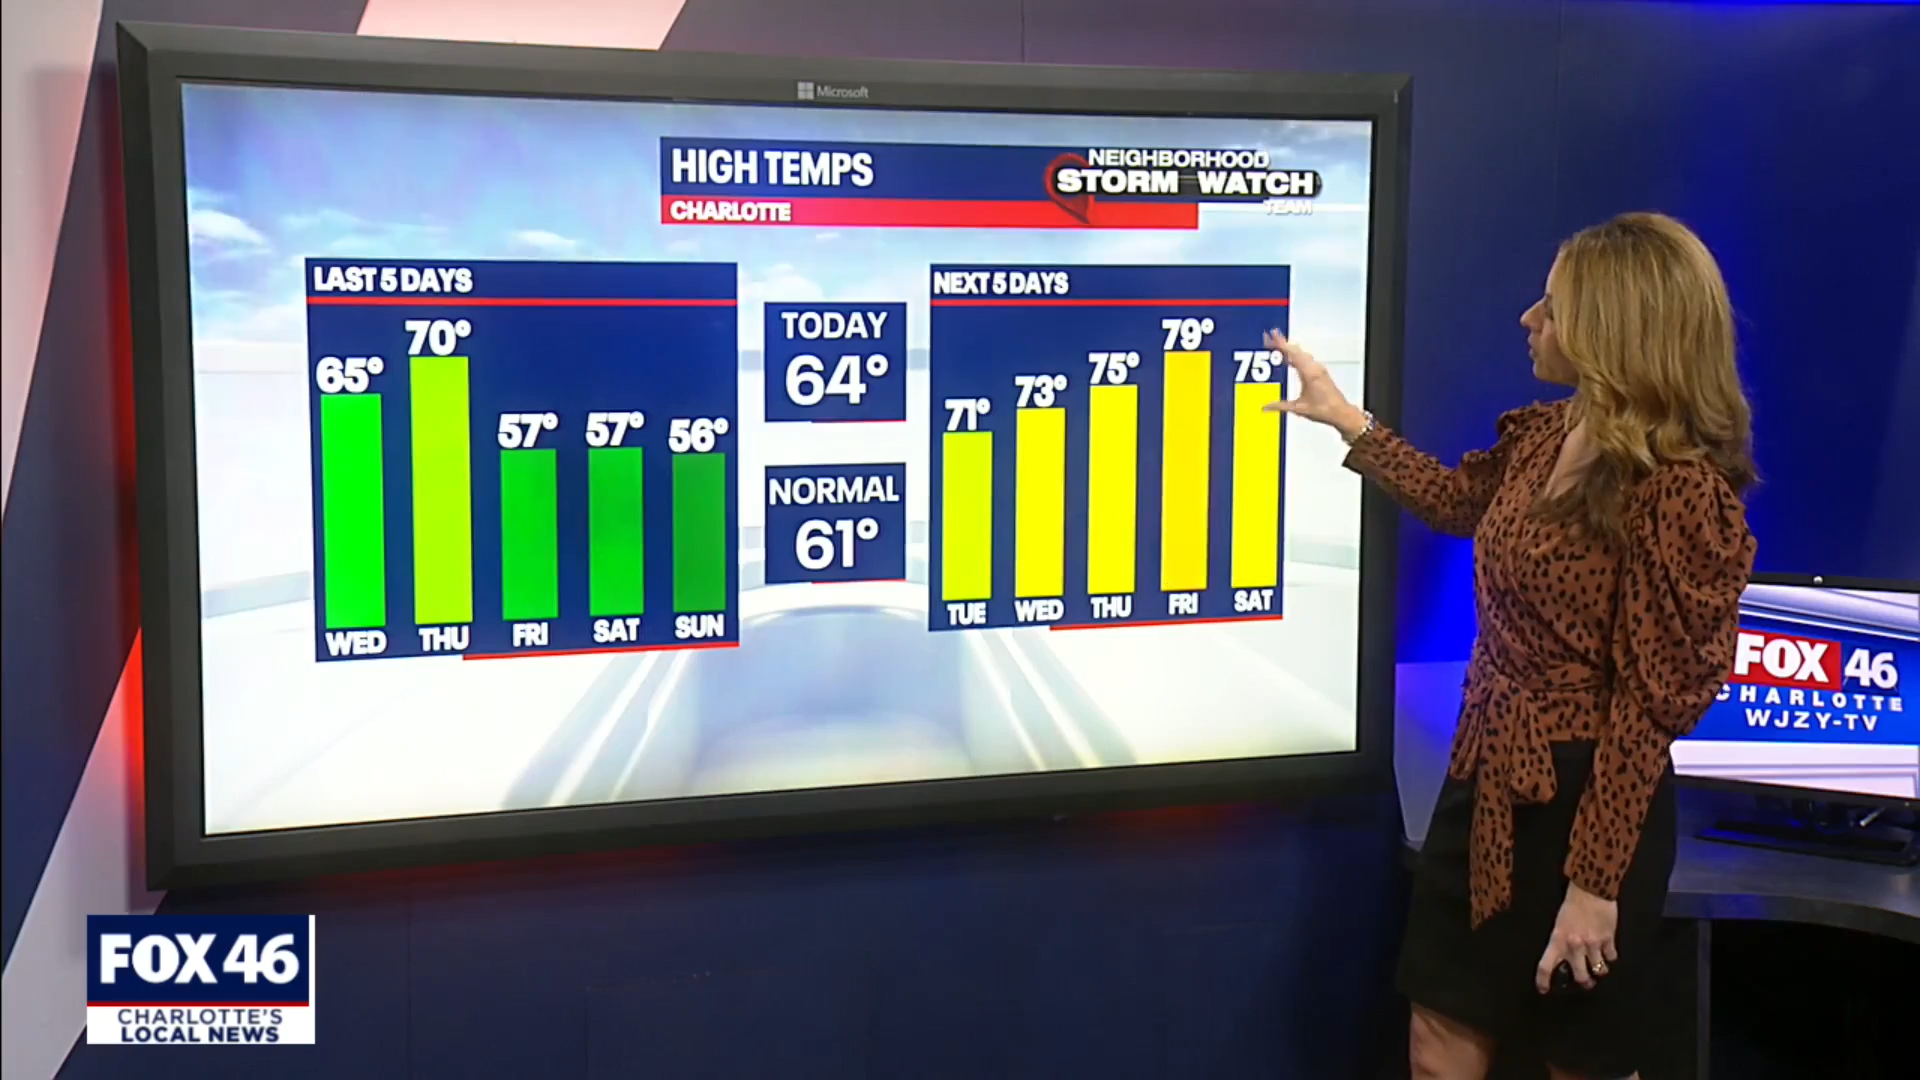 Microsoft
HIGH TEMPS
CHARLOTTE
NEIGHBORHOOD
STORM WATCH
TEAM
LAST 5 DAYS
65° 70° 57° 57° 56°
WED THU FRI SAT SUN
TODAY
64°
NORMAL
61°
NEXT 5 DAYS
71° 73° 75° 79° 75°
TUE WED THU FRI SAT
FOX 46
CHARLOTTE
WJZY-TV
FOX 46
CHARLOTTE'S
LOCAL NEWS